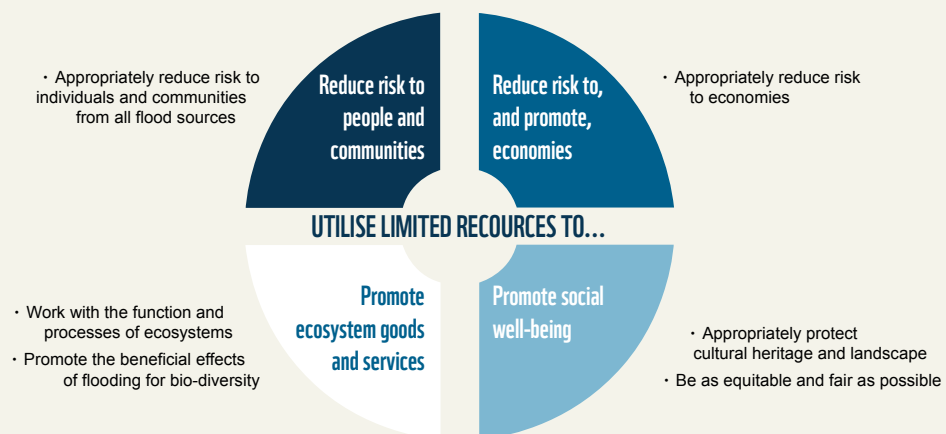 · Appropriately reduce risk to
individuals and communities
from all flood sources
Reduce risk to
people and
communities
Reduce risk to,
and promote,
economies
· Appropriately reduce risk
to economies
UTILISE LIMITED RECOURCES TO...
· Work with the function and
processes of ecosystems
· Promote the beneficial effects
of flooding for bio-diversity
Promote
ecosystem goods
and services
Promote social
well-being
· Appropriately protect
cultural heritage and landscape
· Be as equitable and fair as possible